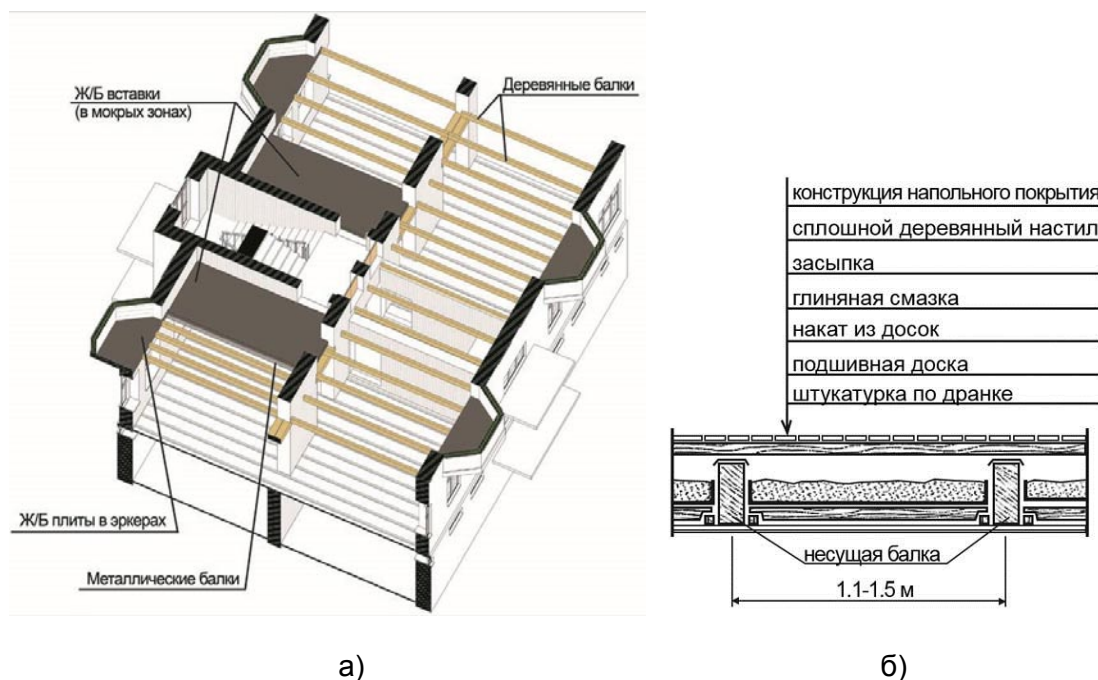 Ж/Б вставки
(в мокрых зонах)
Деревянные балки
Ж/Б плиты в эркерах
Металлические балки
а)
конструкция напольного покрытия
сплошной деревянный настил
засыпка
глиняная смазка
накат из досок
подшивная доска
штукатурка по дранке
несущая балка
1.1-1.5 м
б)